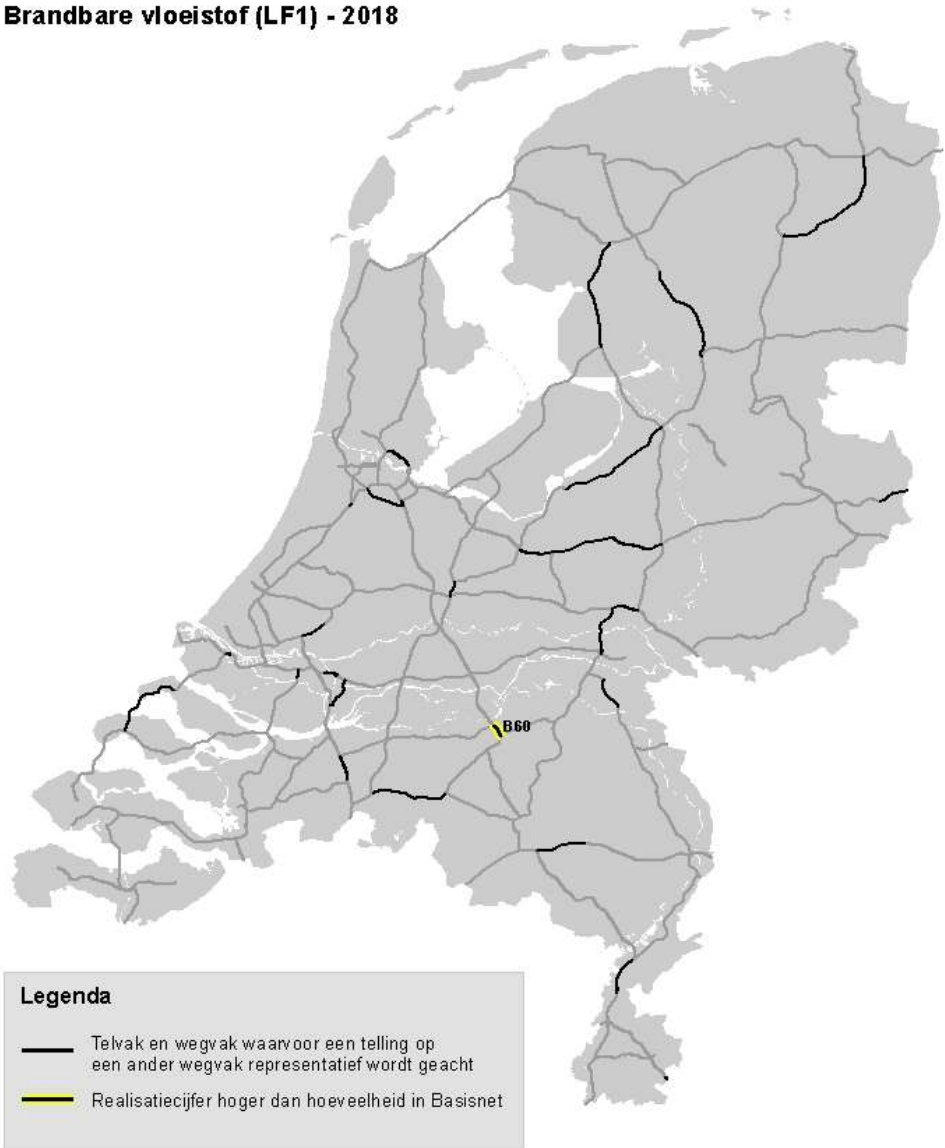 Brandbare vloeistof (LF1) - 2018
B60
Legenda
Telvak en wegvak waarvoor een telling op
een ander wegvak representatief wordt geacht
Realisatiecijfer hoger dan hoeveelheid in Basisnet